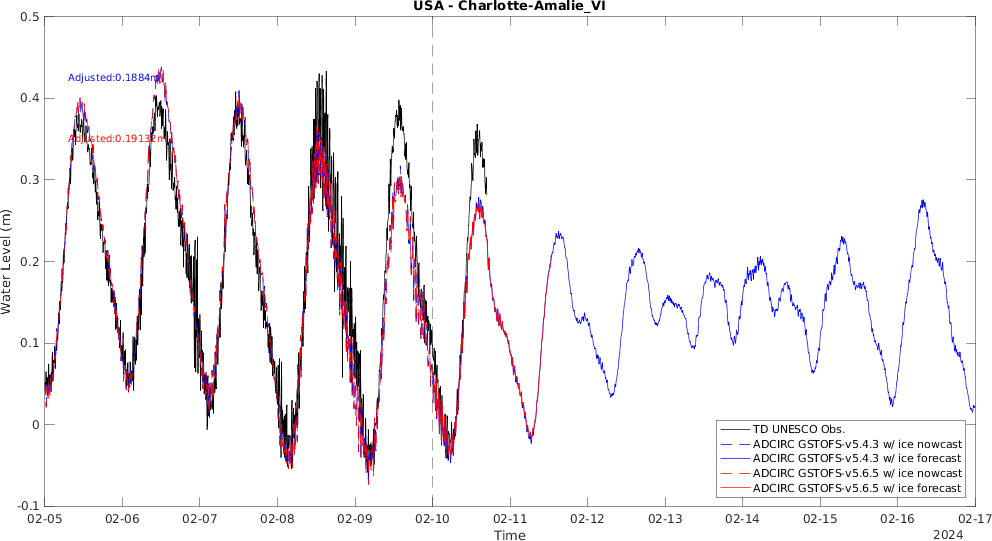 USA - Charlotte-Amalie_VI
0.5
Adjusted:0.1884m
0.4
Adjusted:0.19132m
0.3
0.2
Water Level (m)
0.1
0
-0.1
TD UNESCO Obs.
ADCIRC GSTOFS-v5.4.3 w/ ice nowcast
ADCIRC GSTOFS-v5.4.3 w/ ice forecast
ADCIRC GSTOFS-v5.6.5 w/ ice nowcast
ADCIRC GSTOFS-v5.6.5 w/ ice forecast
02-05 02-06 02-07 02-08 02-09 02-10 02-11 02-12 02-13 02-14 02-15 02-16 02-17
Time
2024